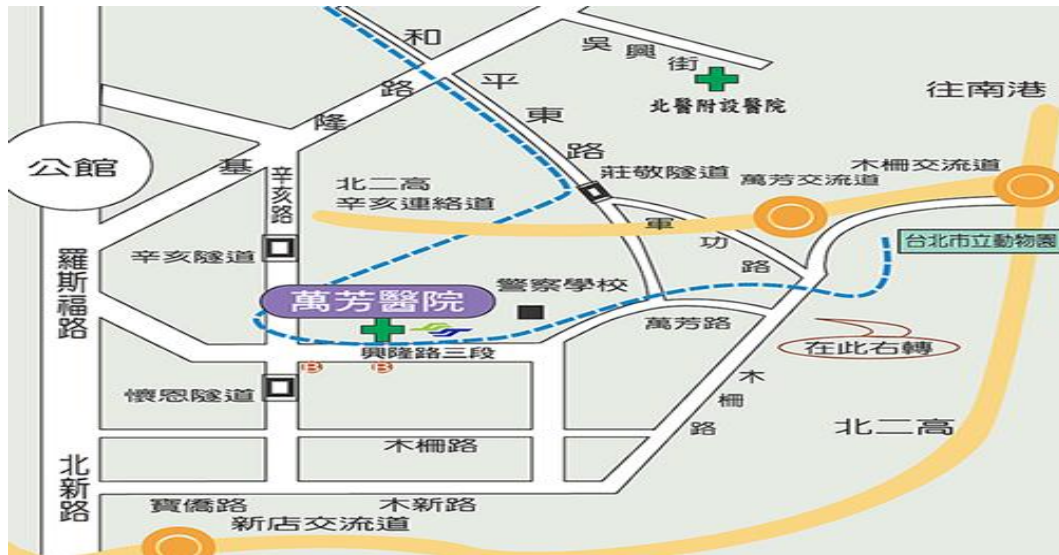 和平東路
吳興街
北醫附設醫院
往南港
基隆路
公館
辛亥路
北二高
辛亥連絡道
莊敬隧道
木柵交流道
萬芳交流道
軍功路
台北市立動物園
羅斯福路
辛亥隧道
萬芳醫院
警察學校
萬芳路
在此右轉
興隆路三段
B
B
懷恩隧道
木柵路
木柵路
北二高
北新路
寶僑路
木新路
新店交流道